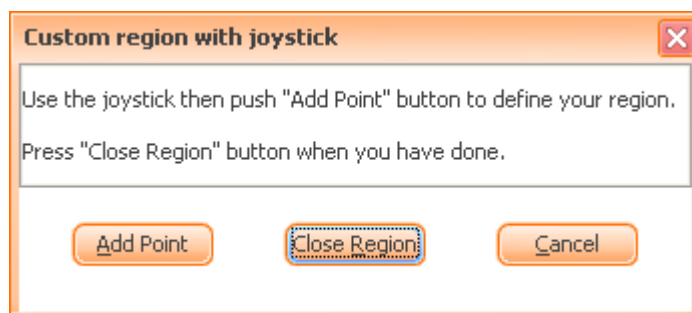 Custom region with joystick
Use the joystick then push "Add Point" button to define your region.
Press "Close Region" button when you have done.
Add Point
Close Region
Cancel